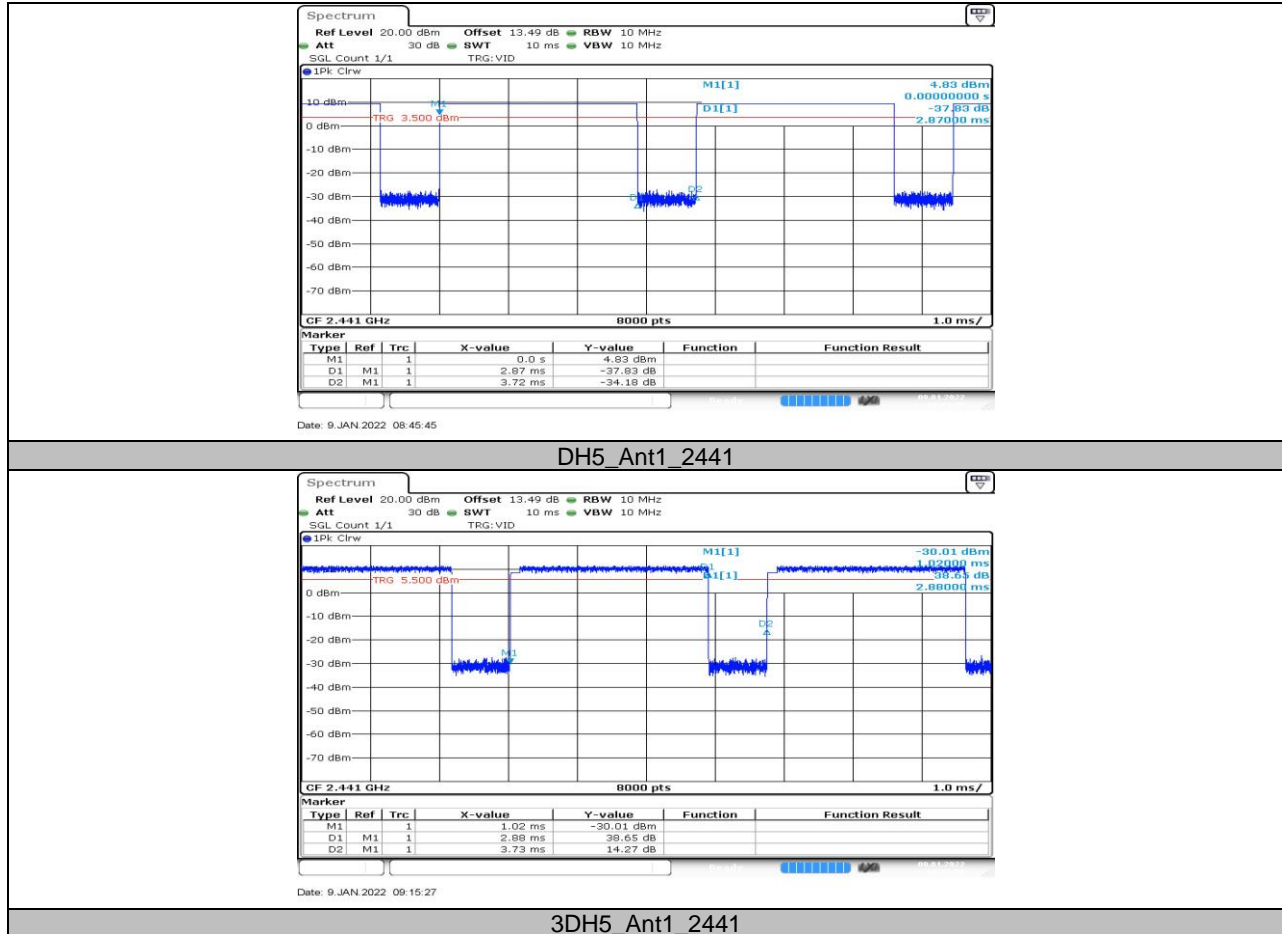 Spectrum
Ref Level 20.00 dBm Offset 13.49 dB RBW 10 MHz
Att 30 dB SWT 10 ms VBW 10 MHz
SGL Count 1/1 TRG: VID
1Pk Clrw
M1[1] 4.83 dBm
0.00000000 s
10 dBm M1 D1[1] -37.83 dB
TRG 3.500 dBm 2.87000 ms
0 dBm
-10 dBm
-20 dBm
-30 dBm D2
-40 dBm
-50 dBm
-60 dBm
-70 dBm
CF 2.441 GHz 8000 pts 1.0 ms/
Marker
Type Ref Trc X-value Y-value Function Function Result
M1 1 0.0 s 4.83 dBm
D1 M1 1 2.87 ms -37.83 dB
D2 M1 1 3.72 ms -34.18 dB
Date: 9.JAN.2022 08:45:45
DH5_Ant1_2441
Spectrum
Ref Level 20.00 dBm Offset 13.49 dB RBW 10 MHz
Att 30 dB SWT 10 ms VBW 10 MHz
SGL Count 1/1 TRG: VID
1Pk Clrw
M1[1] -30.01 dBm
1.02000 ms
D1[1] 38.65 dB
TRG 5.500 dBm 2.88000 ms
0 dBm
-10 dBm
D2
-20 dBm
M1
-30 dBm
-40 dBm
-50 dBm
-60 dBm
-70 dBm
CF 2.441 GHz 8000 pts 1.0 ms/
Marker
Type Ref Trc X-value Y-value Function Function Result
M1 1 1.02 ms -30.01 dBm
D1 M1 1 2.88 ms 38.65 dB
D2 M1 1 3.73 ms 14.27 dB
Date: 9.JAN.2022 09:15:27
3DH5_Ant1_2441